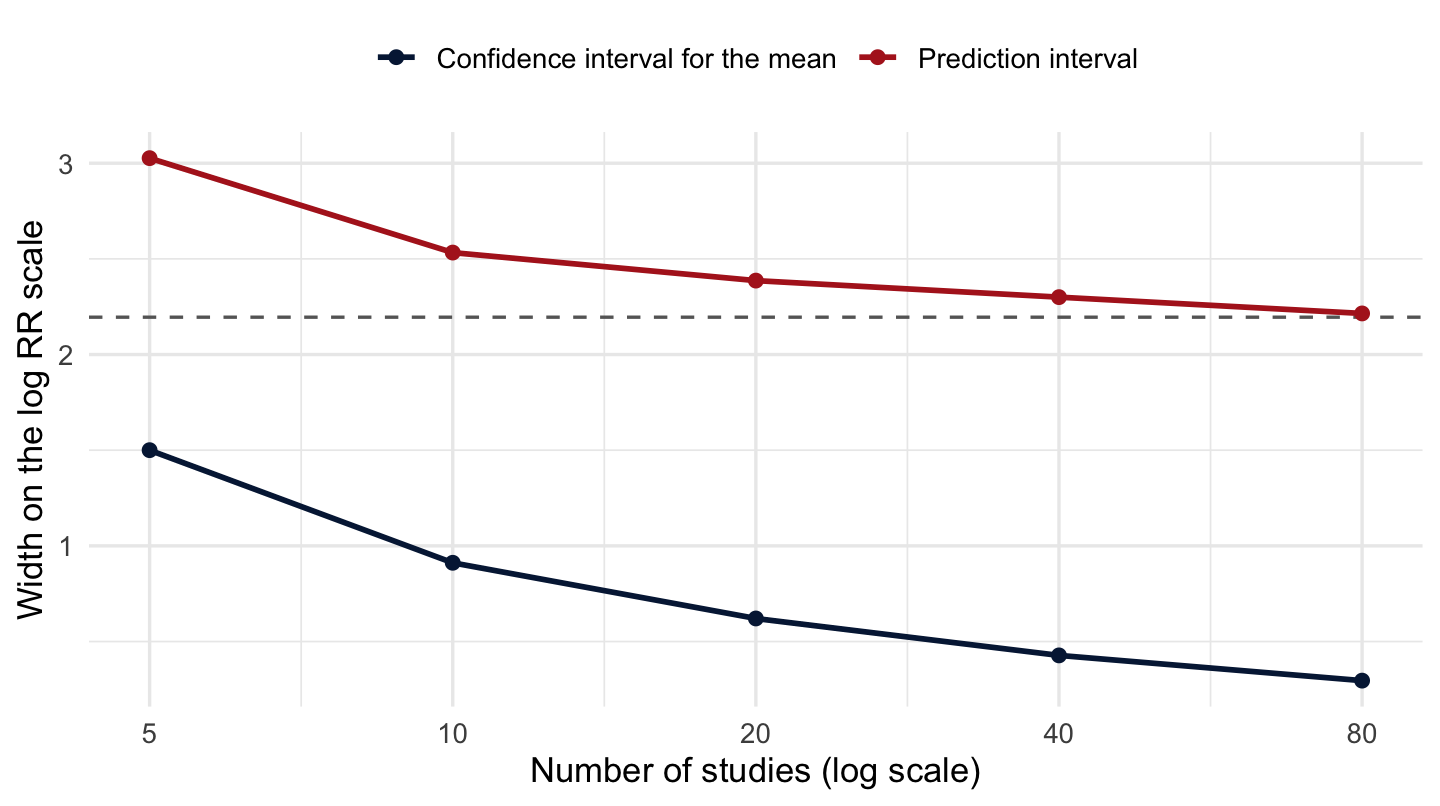 Confidence interval for the mean Prediction interval
3
2
1
Width on the log RR scale
5 10 20 40 80
Number of studies (log scale)